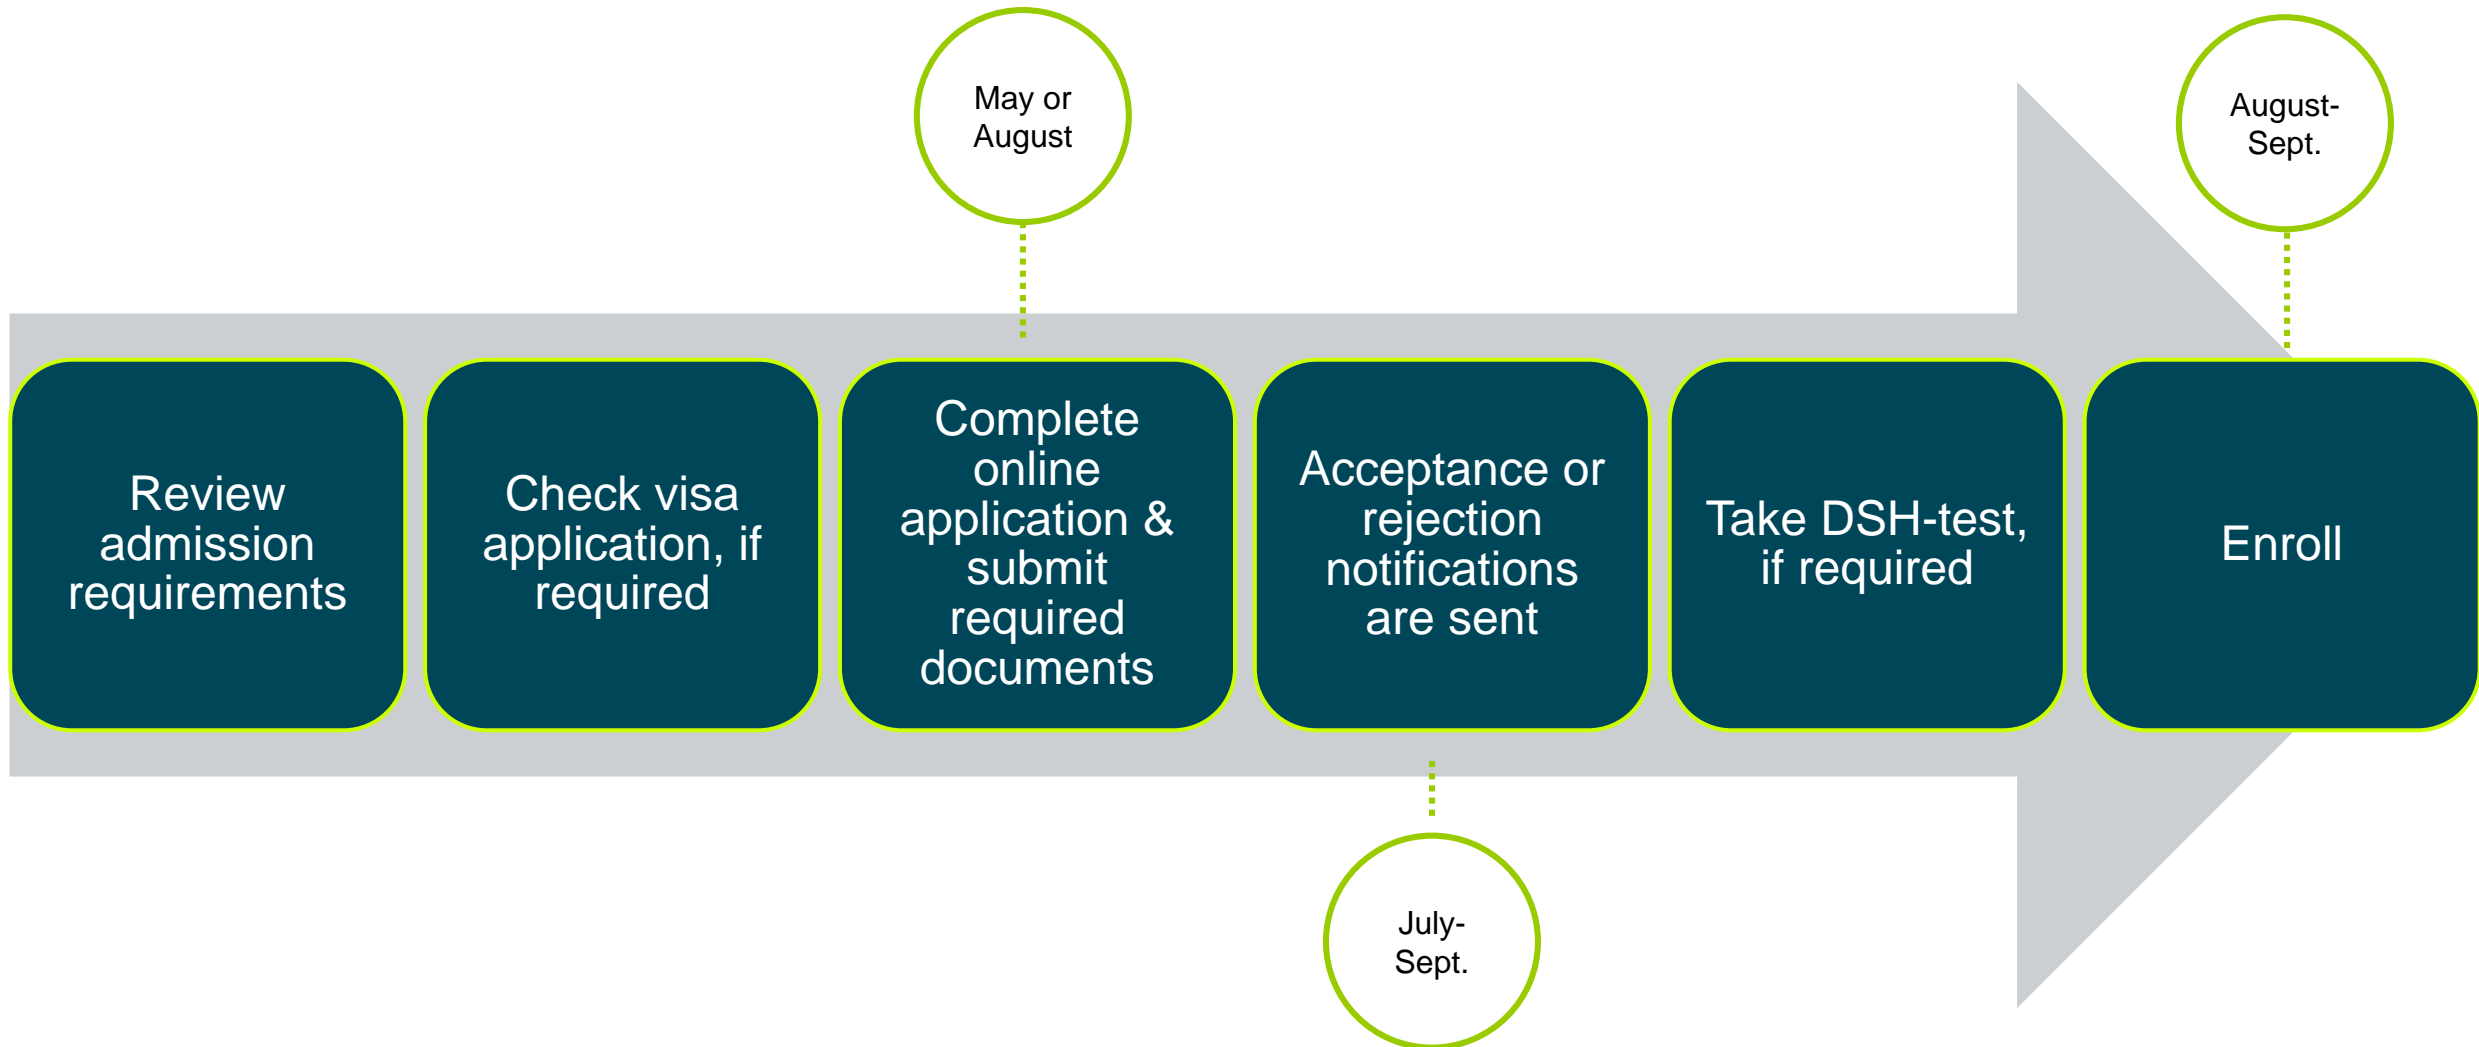 May or
August
August-
Sept.
Review
admission
requirements
Check visa
application, if
required
Complete
online
application &
submit
required
documents
Acceptance or
rejection
notifications
are sent
Take DSH-test,
if required
Enroll
July-
Sept.